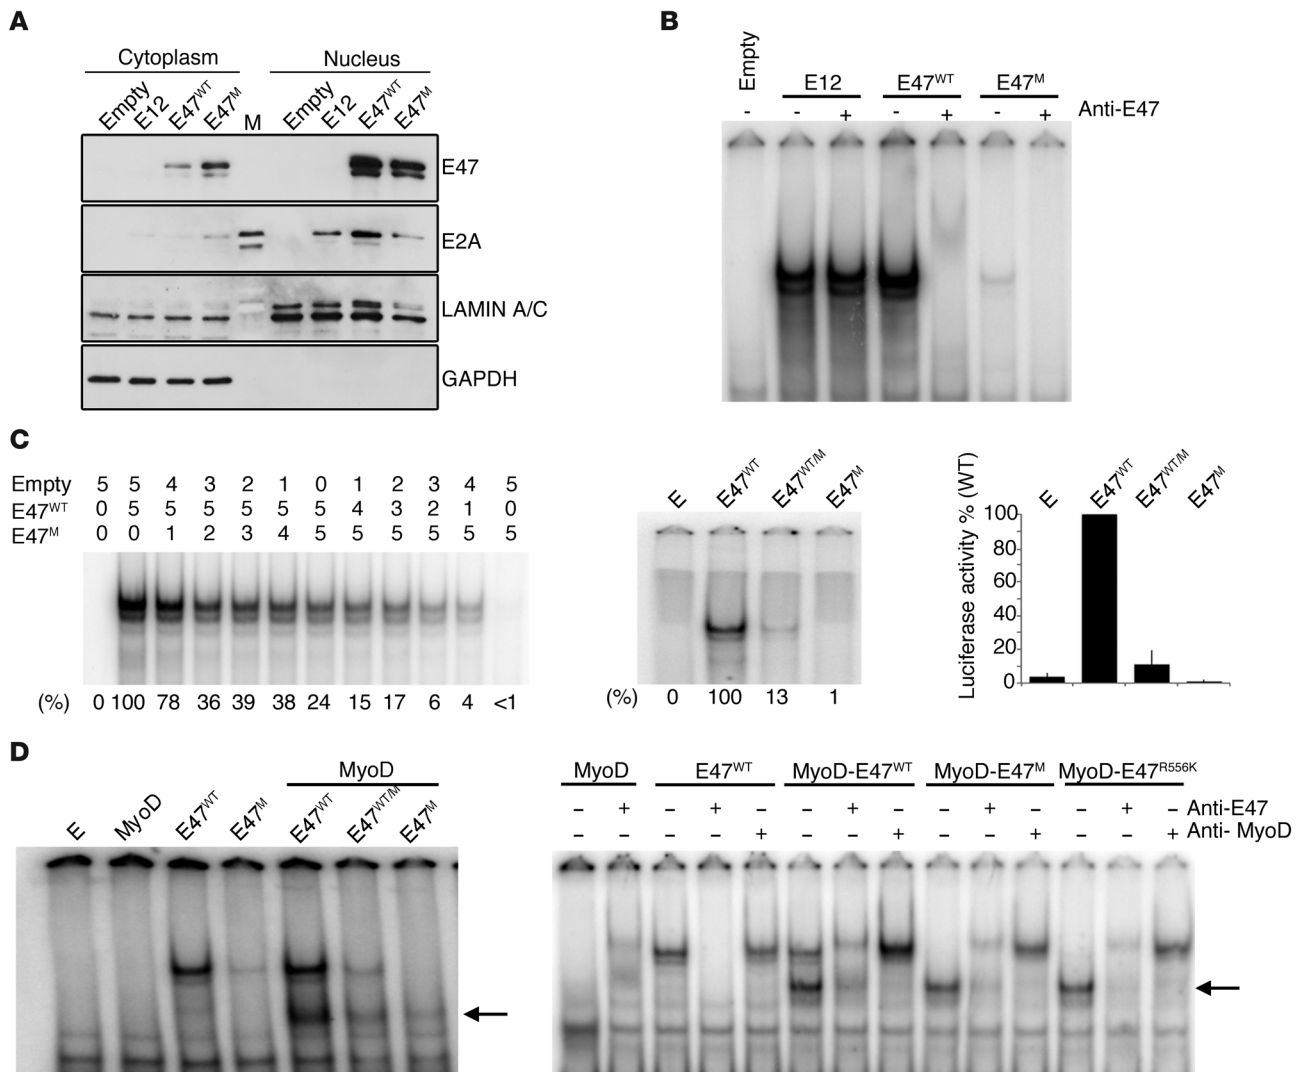 A
Cytoplasm Nucleus
Empty E12 E47WT E47M M Empty E12 E47WT E47M
E47
E2A
LAMIN A/C
GAPDH
B
Empty E12 E47WT E47M
- - + - + - + Anti-E47
C
Empty 5 5 4 3 2 1 0 1 2 3 4 5
E47WT 0 5 5 5 5 5 5 4 3 2 1 0
E47M 0 0 1 2 3 4 5 5 5 5 5 5
(%) 0 100 78 36 39 38 24 15 17 6 4 <1
E E47WT E47WT/M E47M
(%) 0 100 13 1
Luciferase activity % (WT)
E E47WT E47WT/M E47M
100
80
60
40
20
0
D
MyoD
E MyoD E47WT E47M E47WT E47WT/M E47M
MyoD E47WT MyoD-E47WT MyoD-E47M MyoD-E47R556K
– + – + – – + – – + – – + – Anti-E47
– – – – + – – + – – + – – + Anti- MyoD